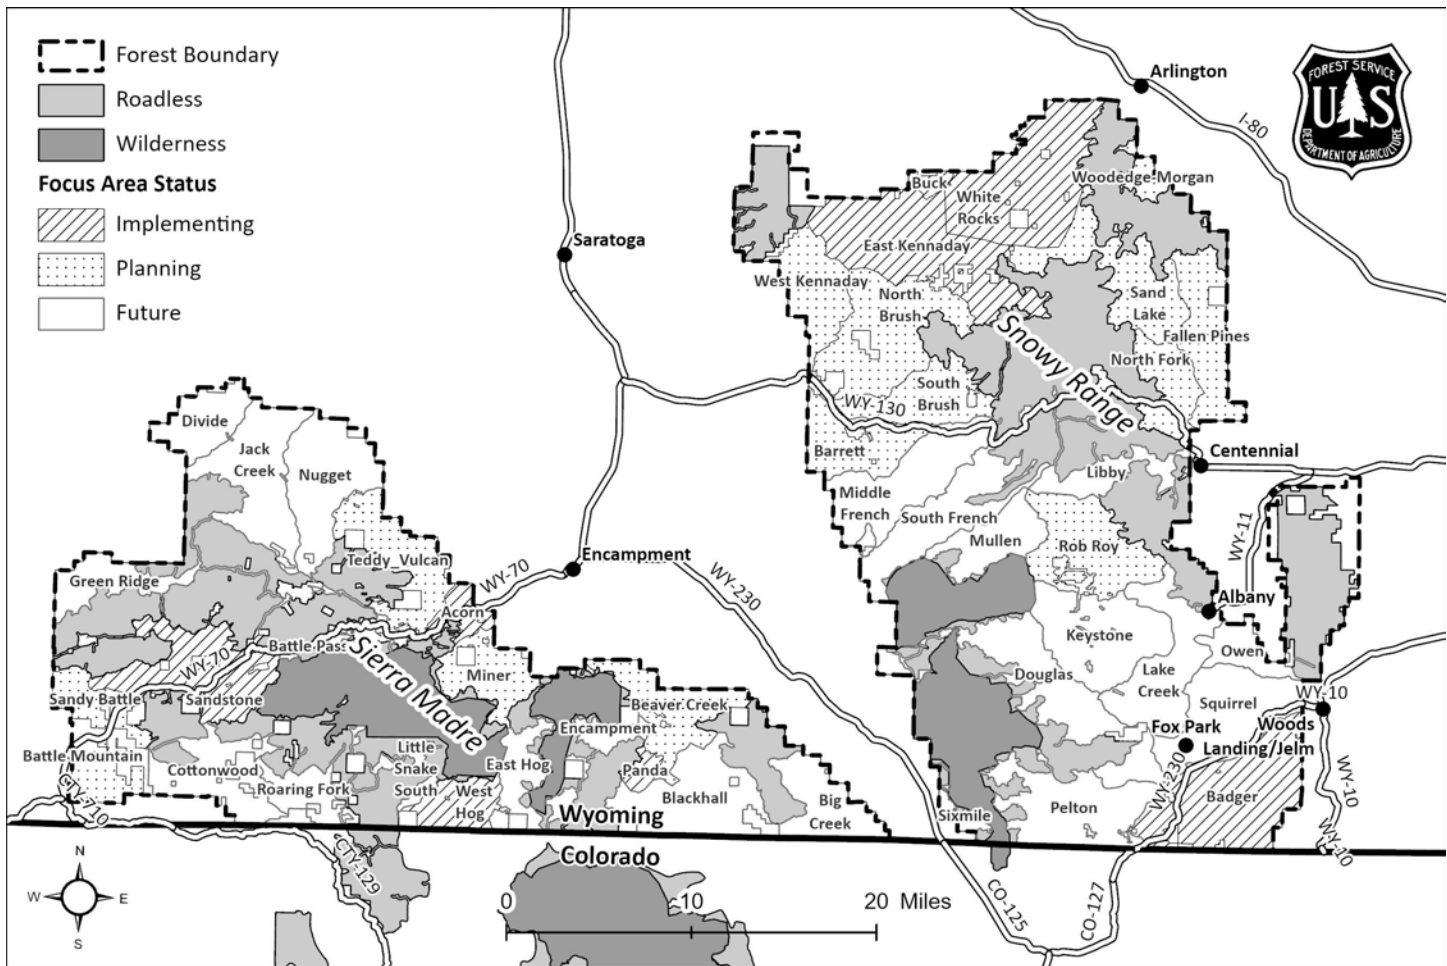 Forest Boundary
Roadless
Wilderness
Focus Area Status
Implementing
Planning
Future
FOREST SERVICE
U S
DEPARTMENT OF AGRICULTURE
Arlington
I-80
Saratoga
Buck
White
Rocks
Woodedge-Morgan
East Kennaday
West Kennaday
North
Brush
Sand
Lake
Fallen Pines
North Fork
Snowy Range
South
Brush
WY-130
Barrett
Centennial
Libby
Middle
French
South French
Mullen
Rob Roy
WY-11
Albany
Keystone
Owen
Douglas
Lake
Creek
Squirrel
WY-10
Fox Park
Woods
Landing/Jelm
WY-230
Badger
WY-10
WY-10
Pelton
Sixmile
Divide
Jack
Creek
Nugget
Teddy_Vulcan
Green Ridge
WY-70
Encampment
WY-230
Acorn
Battle Pass
WY-70
Sierra Madre
Miner
Sandy Battle
Sandstone
Beaver Creek
Encampment
Battle Mountain
Cottonwood
Little
Snake
East Hog
Panda
Roaring Fork
South
West
Hog
Blackhall
Big
Creek
CTY-710
Wyoming
Colorado
CTY-129
CO-125
CO-127
N
W
E
S
0
10
20 Miles